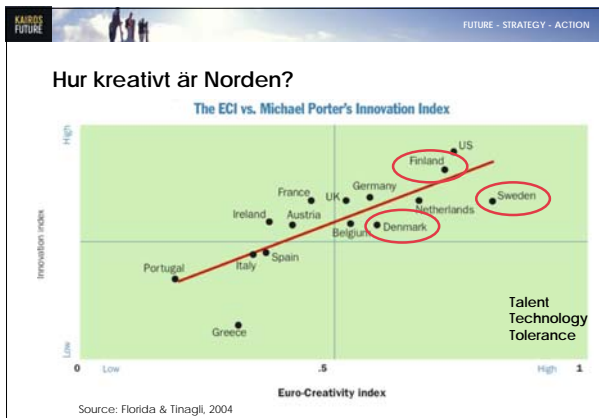 KAIROS
FUTURE
FUTURE - STRATEGY - ACTION
Hur kreativt är Norden?
The ECI vs. Michael Porter's Innovation Index
High
US
Finland
France
UK
Germany
Sweden
Netherlands
Ireland
Austria
Belgium
Denmark
Innovation index
Italy
Spain
Portugal
Greece
Talent
Technology
Tolerance
Low
0
Low
.5
High
1
Euro-Creativity index
Source: Florida & Tinagli, 2004